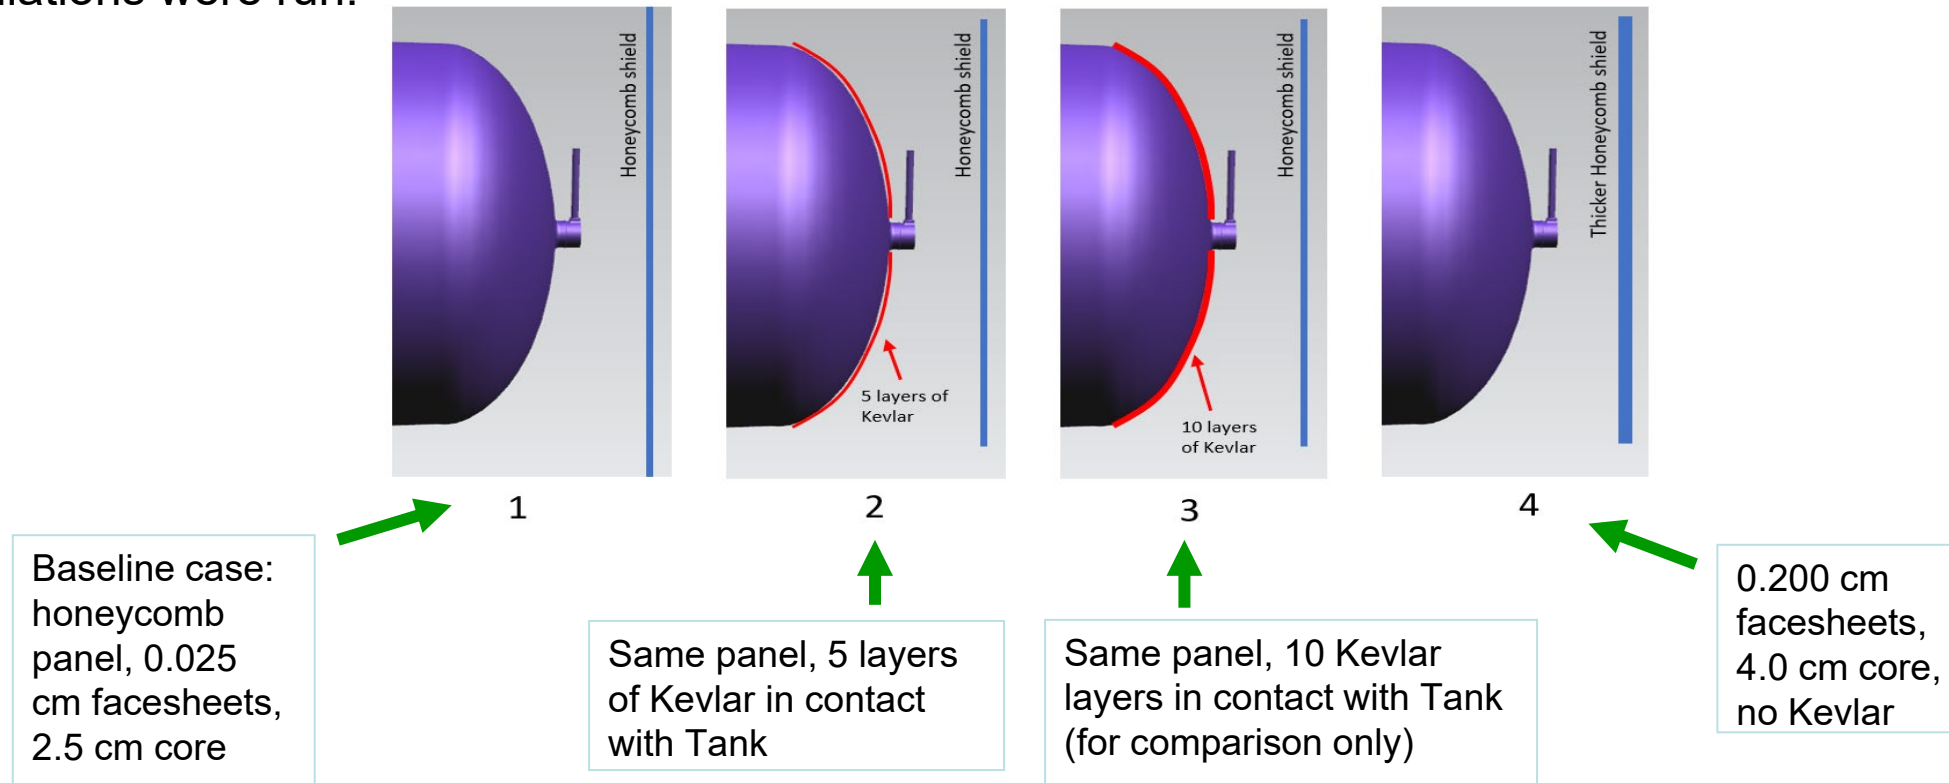 were run.
Honeycomb shield
Honeycomb shield
Honeycomb shield
Thicker Honeycomb shield
5 layers of
Kevlar
10 layers
of Kevlar
1
2
3
4
Baseline case:
honeycomb
panel, 0.025
cm facesheets,
2.5 cm core
Same panel, 5 layers
of Kevlar in contact
with Tank
Same panel, 10 Kevlar
layers in contact with Tank
(for comparison only)
0.200 cm
facesheets,
4.0 cm core,
no Kevlar